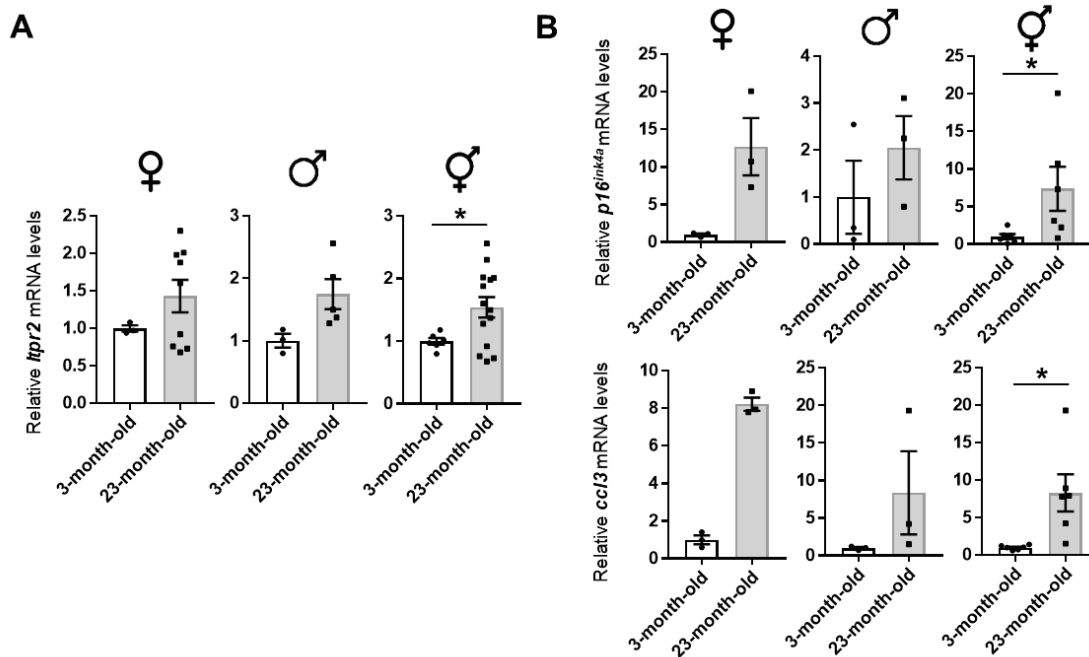 A
B
♀ ♂ ⚥
Relative Itpr2 mRNA levels
2.5
2.0
1.5
1.0
0.5
0.0
3-month-old
23-month-old
3
2
1
0
3-month-old
23-month-old
*
3
2
1
0
3-month-old
23-month-old
♀ ♂ ⚥
Relative p16ink4a mRNA levels
25
20
15
10
5
0
3-month-old
23-month-old
4
3
2
1
0
3-month-old
23-month-old
*
25
20
15
10
5
0
3-month-old
23-month-old
Relative ccl3 mRNA levels
10
8
6
4
2
0
3-month-old
23-month-old
25
20
15
10
5
0
3-month-old
23-month-old
*
25
20
15
10
5
0
3-month-old
23-month-old